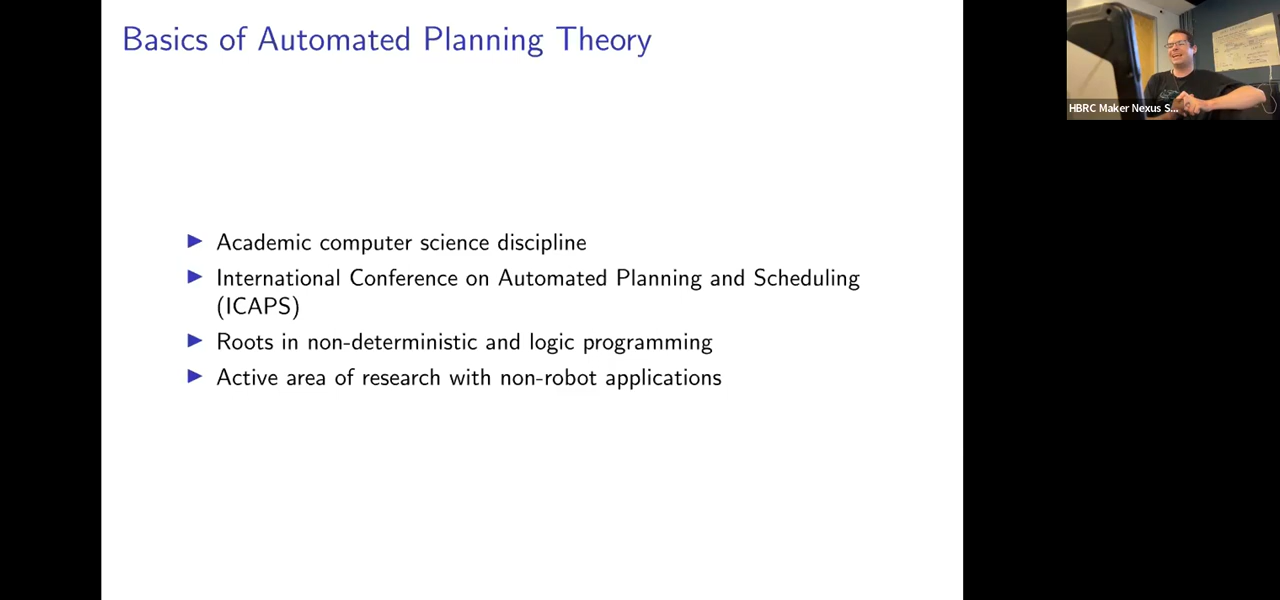 Basics of Automated Planning Theory
Academic computer science discipline
International Conference on Automated Planning and Scheduling
(ICAPS)
Roots in non-deterministic and logic programming
Active area of research with non-robot applications
HBRC Maker Nexus S...